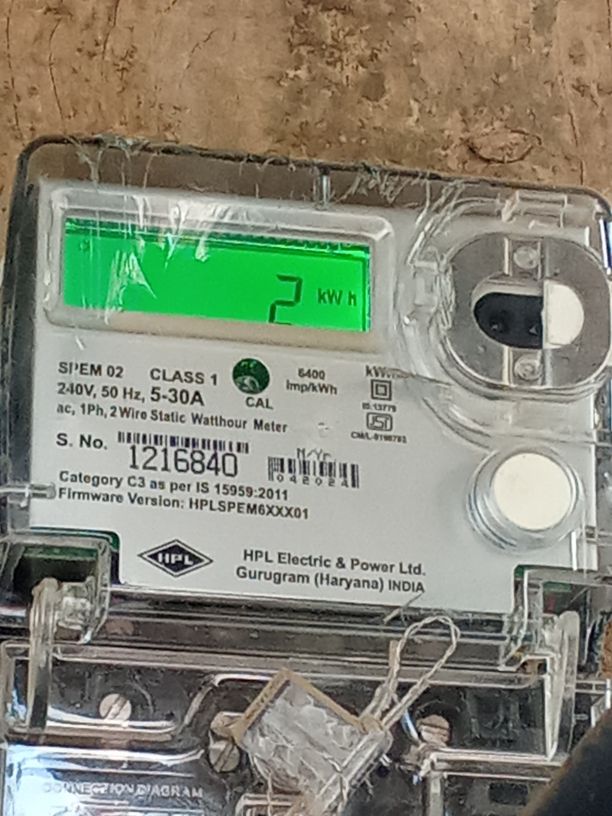 2 kWh
SPEM 02 CLASS 1
CAL
6400
Imp/kWh
240V, 50 Hz, 5-30A
ac, 1Ph, 2Wire Static Watthour Meter
IS:13779
S. No. 1216840
M/Yr.
042024
Category C3 as per IS 15959:2011
Firmware Version: HPLSPEM6XXX01
HPL
HPL Electric & Power Ltd.
Gurugram (Haryana) INDIA
CONNECTION DIAGRAM